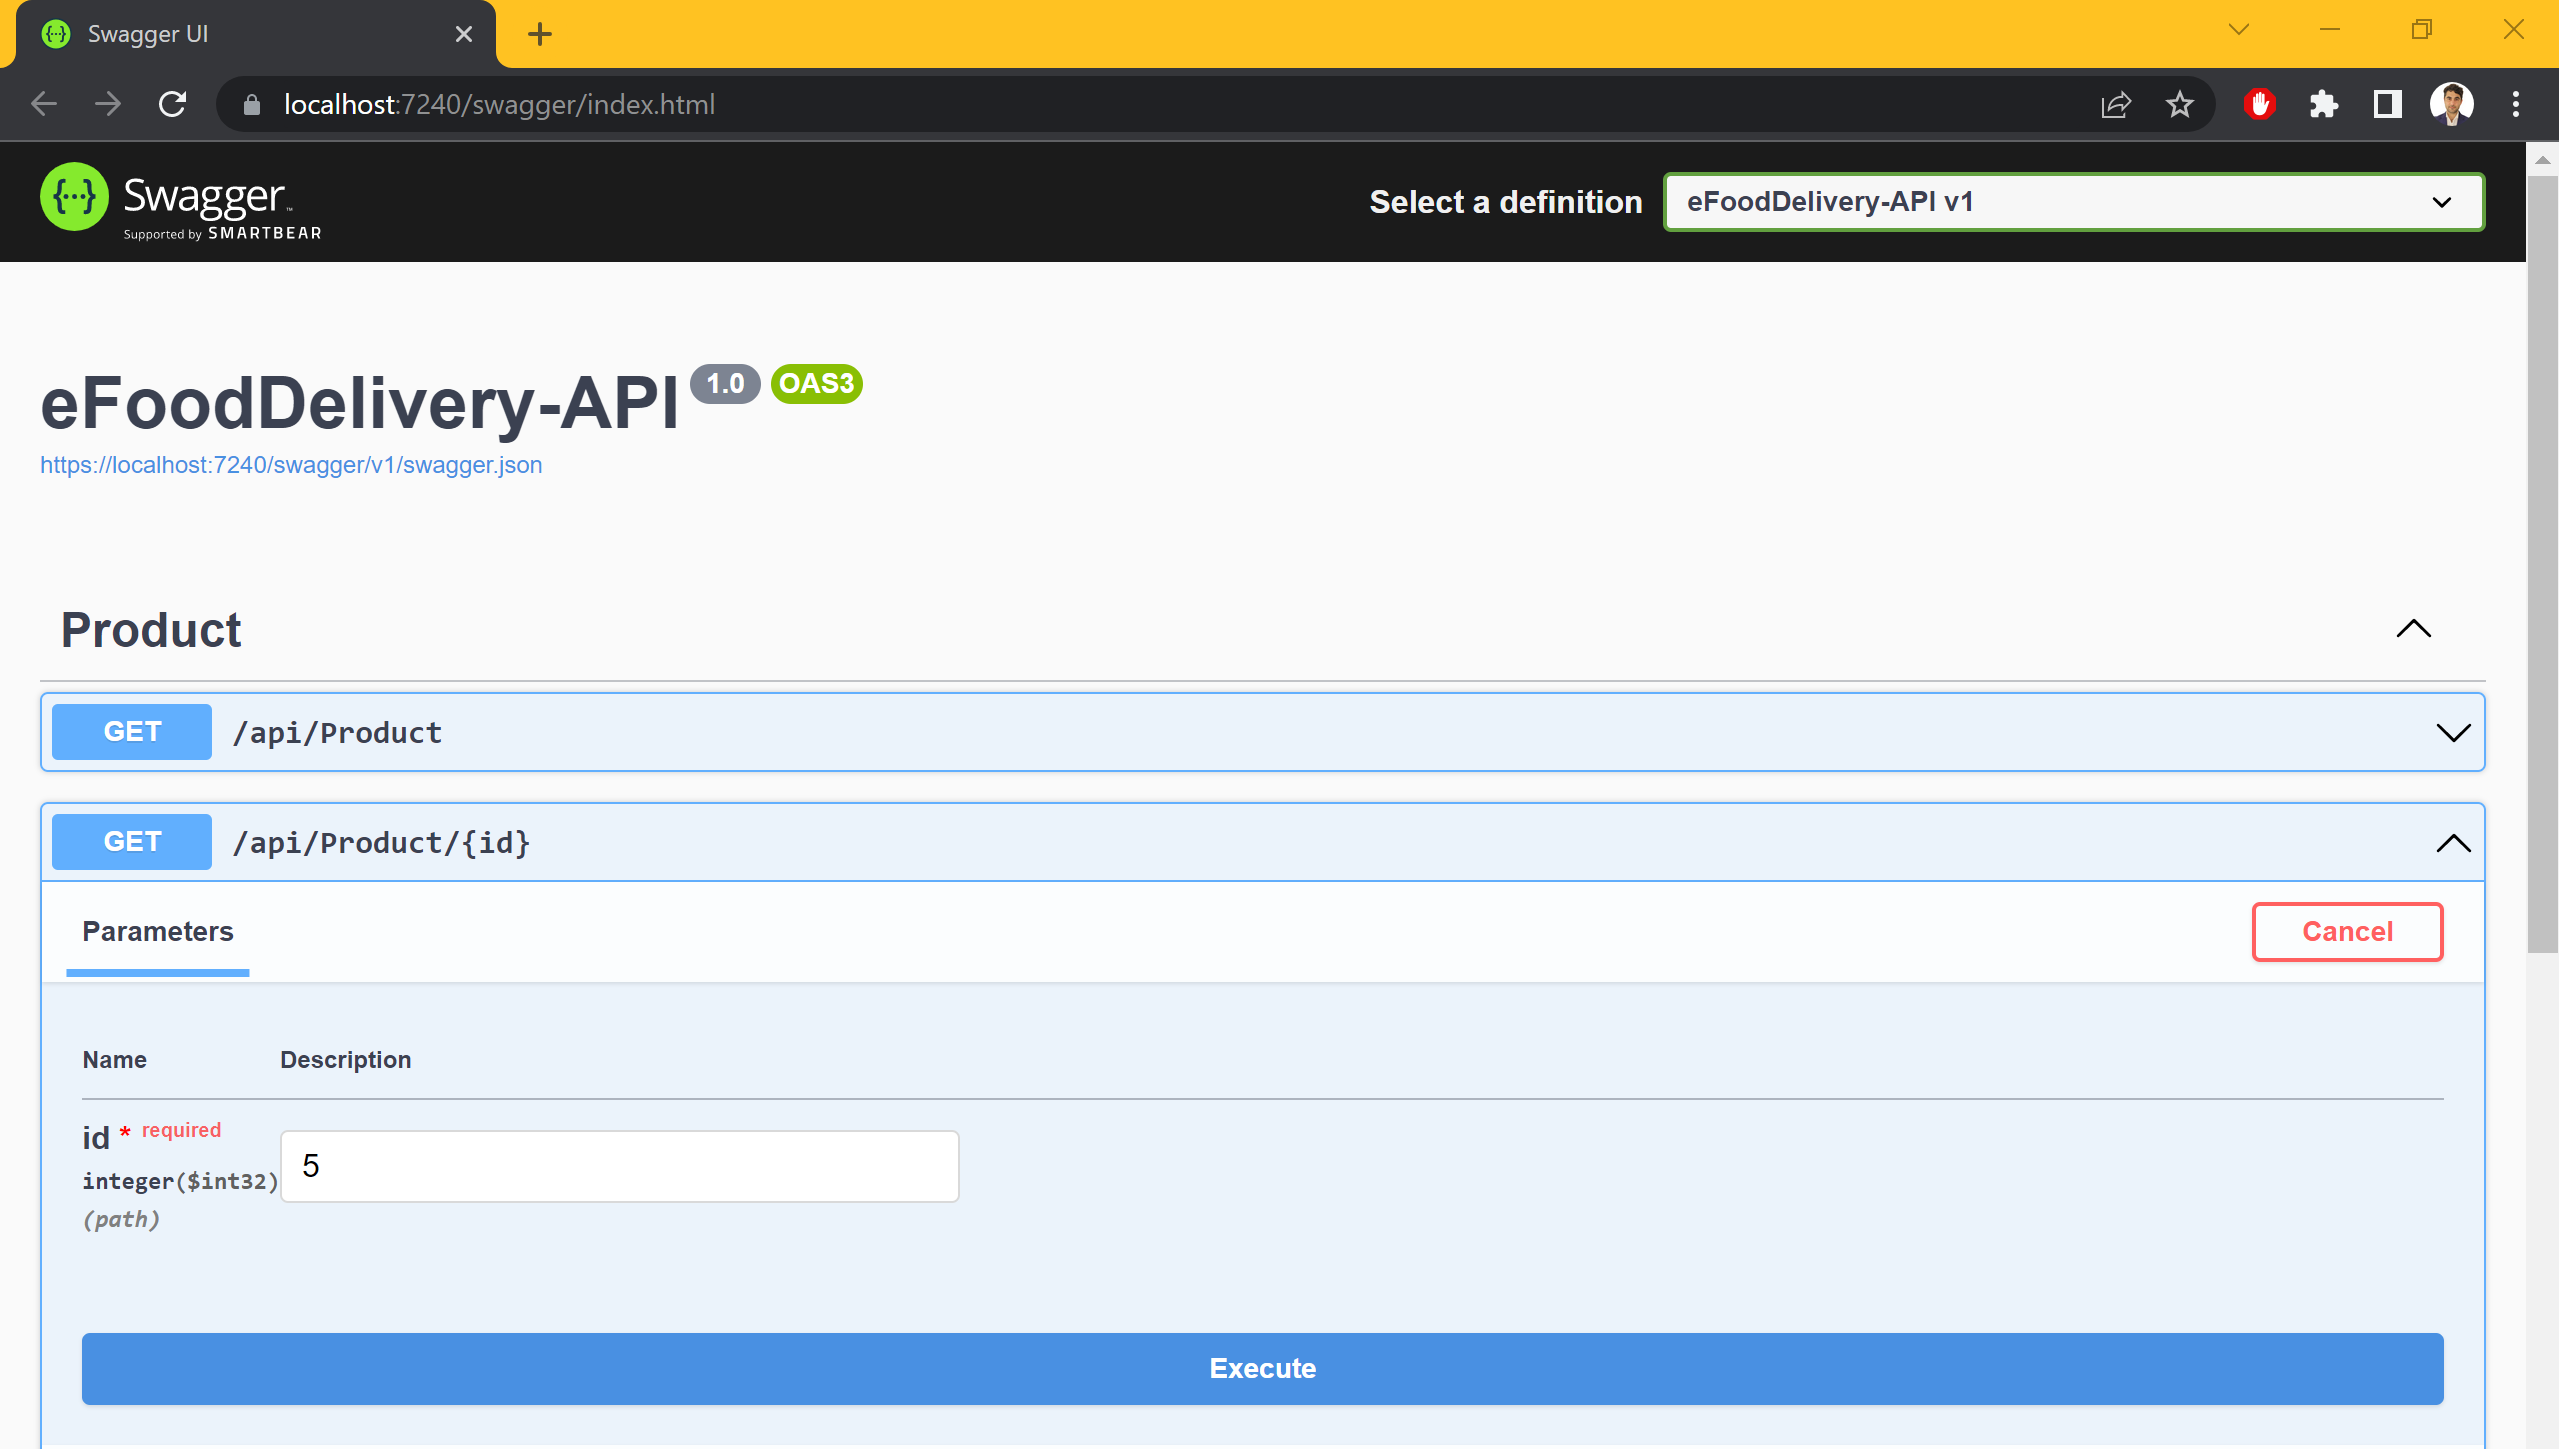 Swagger UI
localhost:7240/swagger/index.html
{···} Swagger™
Supported by SMARTBEAR
Select a definition
eFoodDelivery-API v1
eFoodDelivery-API 1.0 OAS3
https://localhost:7240/swagger/v1/swagger.json
Product
GET /api/Product
GET /api/Product/{id}
Parameters
Cancel
Name Description
id * required
integer($int32)
(path)
5
Execute